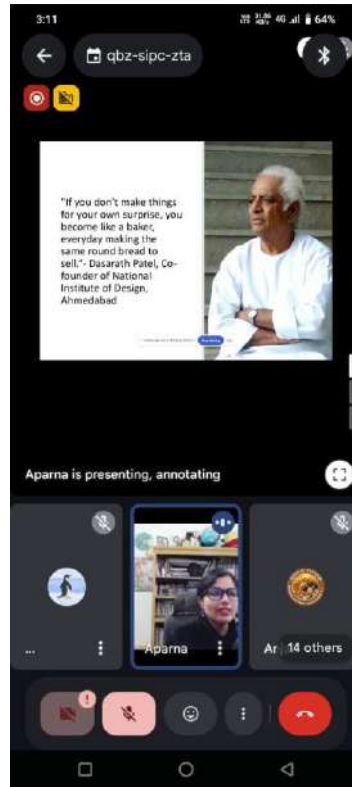 3:11
4G
64%
qbz-sipc-zta
"If you don't make things
for your own surprise, you
become like a baker,
everyday making the
same round bread to
sell."- Dasarath Patel, Co-
founder of National
Institute of Design,
Ahmedabad
Aparna is presenting, annotating
...
Aparna
Ar
14 others